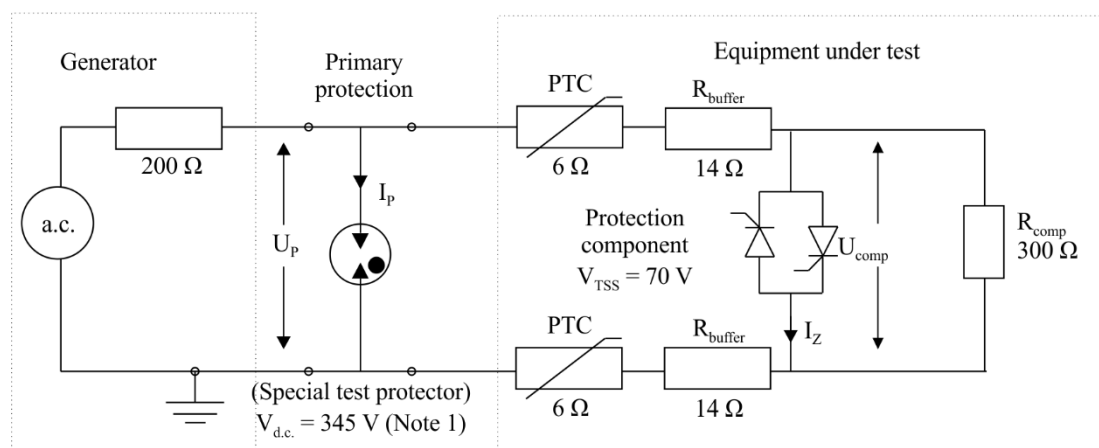 Generator
Primary
protection
Equipment under test
PTC
R_buffer
200 Ω
6 Ω
14 Ω
I_P
a.c.
U_P
Protection
component
V_TSS = 70 V
U_comp
R_comp
300 Ω
PTC
R_buffer
I_Z
(Special test protector)
V_d.c. = 345 V (Note 1)
6 Ω
14 Ω